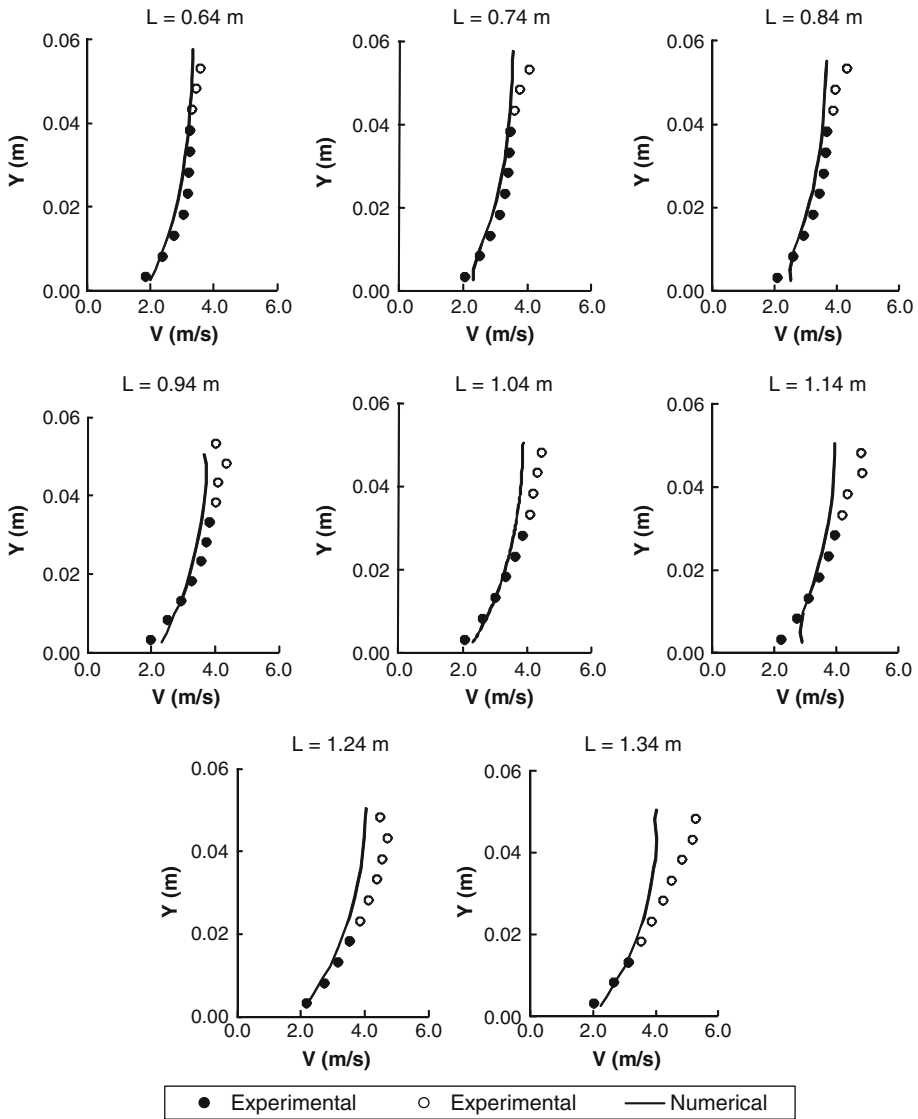 L = 0.64 m
L = 0.74 m
L = 0.84 m
0.06
0.04
0.02
0.00
Y (m)
0.0 2.0 4.0 6.0
V (m/s)
0.06
0.04
0.02
0.00
Y (m)
0.0 2.0 4.0 6.0
V (m/s)
0.06
0.04
0.02
0.00
Y (m)
0.0 2.0 4.0 6.0
V (m/s)
L = 0.94 m
L = 1.04 m
L = 1.14 m
0.06
0.04
0.02
0.00
Y (m)
0.0 2.0 4.0 6.0
V (m/s)
0.06
0.04
0.02
0.00
Y (m)
0.0 2.0 4.0 6.0
V (m/s)
0.06
0.04
0.02
0.00
Y (m)
0.0 2.0 4.0 6.0
V (m/s)
L = 1.24 m
L = 1.34 m
0.06
0.04
0.02
0.00
Y (m)
0.0 2.0 4.0 6.0
V (m/s)
0.06
0.04
0.02
0.00
Y (m)
0.0 2.0 4.0 6.0
V (m/s)
Experimental Experimental Numerical